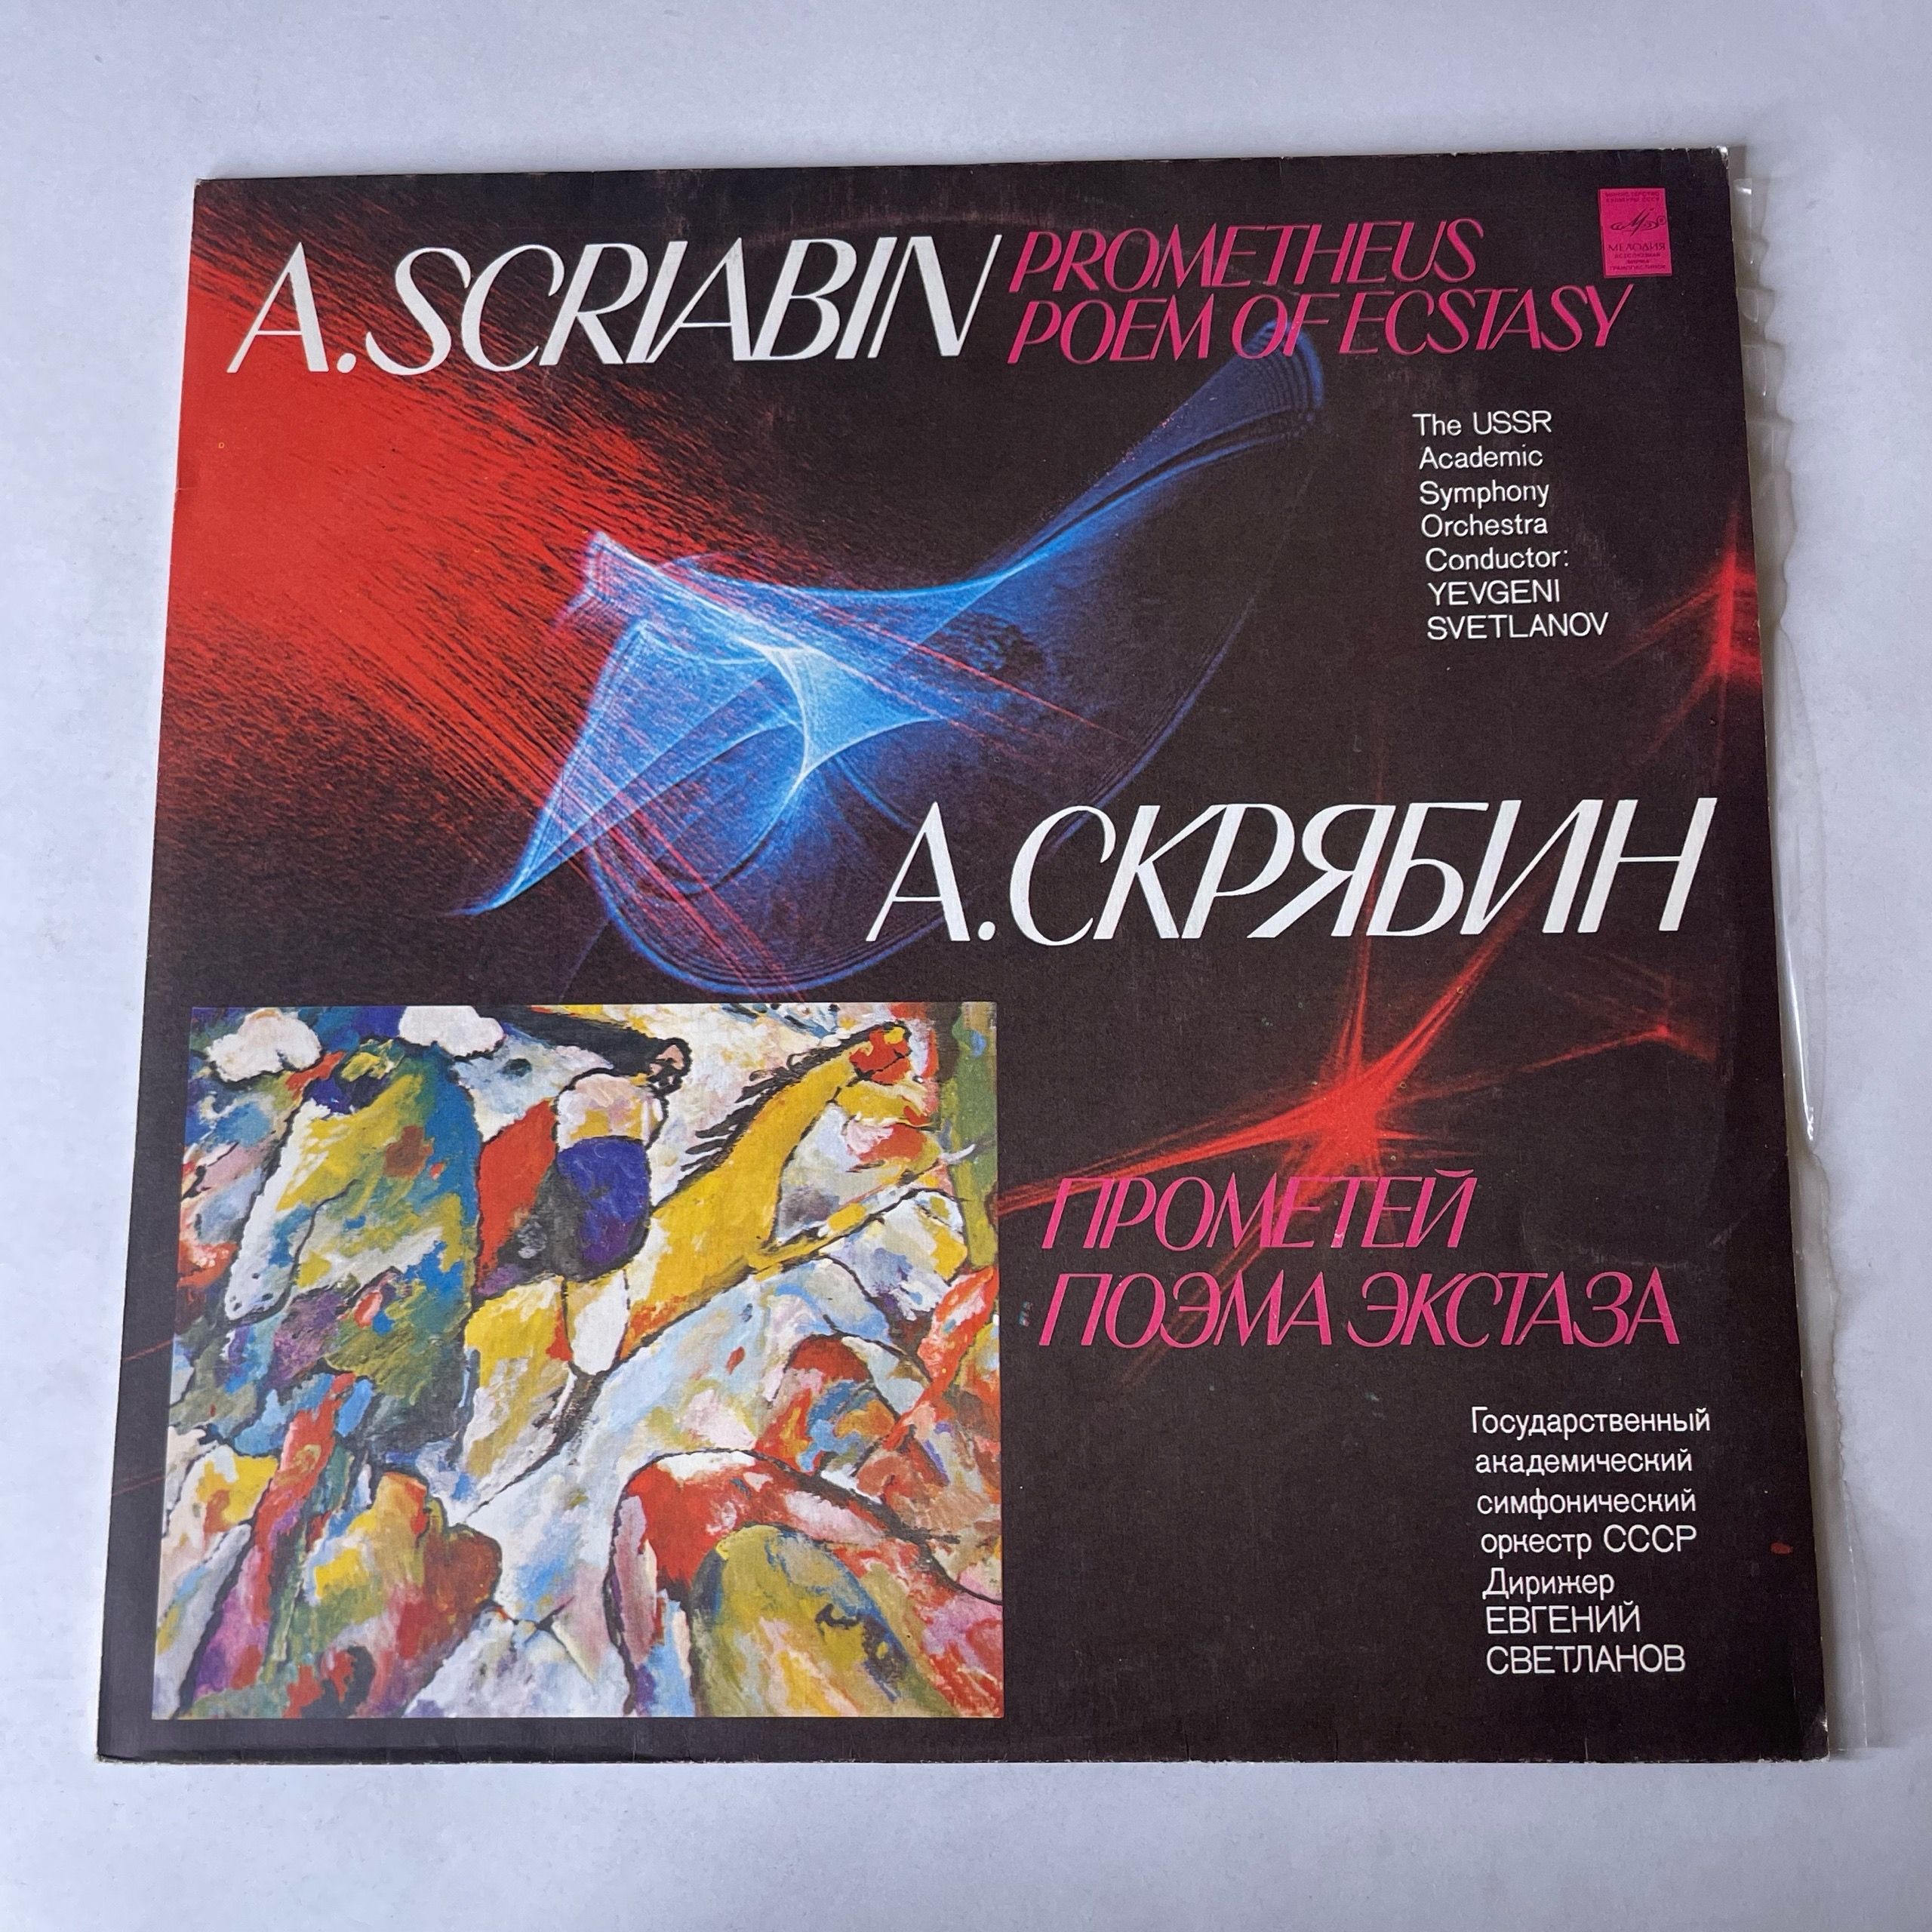 A.SCRIABIN
PROMETHEUS
POEM OF ECSTASY
МЕЛОДИЯ
The USSR
Academic
Symphony
Orchestra
Conductor:
YEVGENI
SVETLANOV
А.СКРЯБИН
ПРОМЕТЕЙ
ПОЭМА ЭКСТАЗА
Государственный
академический
симфонический
оркестр СССР
Дирижер
ЕВГЕНИЙ
СВЕТЛАНОВ